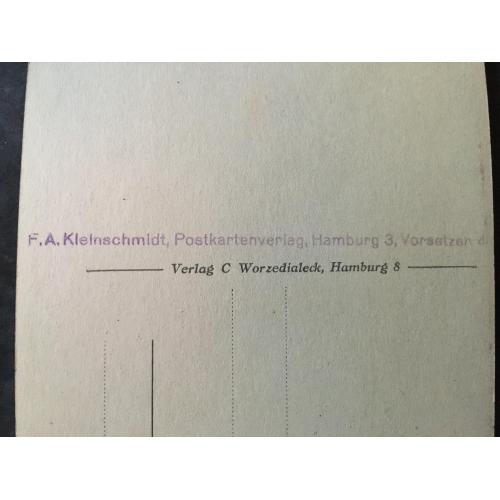 F.A. Kleinschmidt, Postkartenverlag, Hamburg 3, Vorsetzen
Verlag C Worzedialeck, Hamburg 8